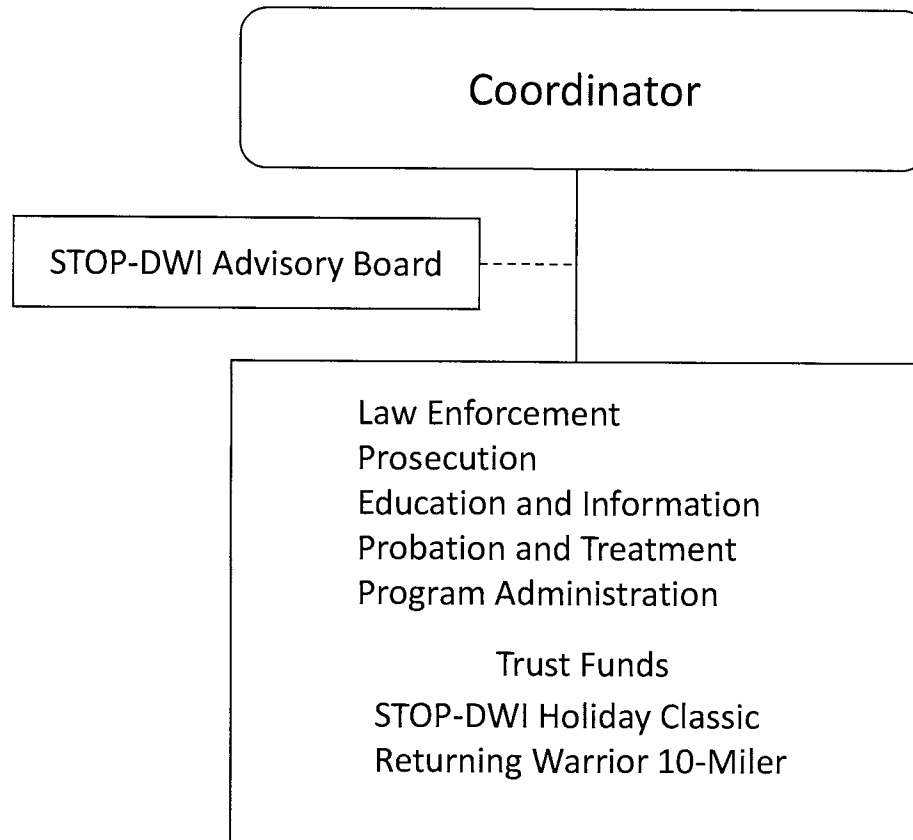 Coordinator
STOP-DWI Advisory Board
Law Enforcement
Prosecution
Education and Information
Probation and Treatment
Program Administration
Trust Funds
STOP-DWI Holiday Classic
Returning Warrior 10-Miler